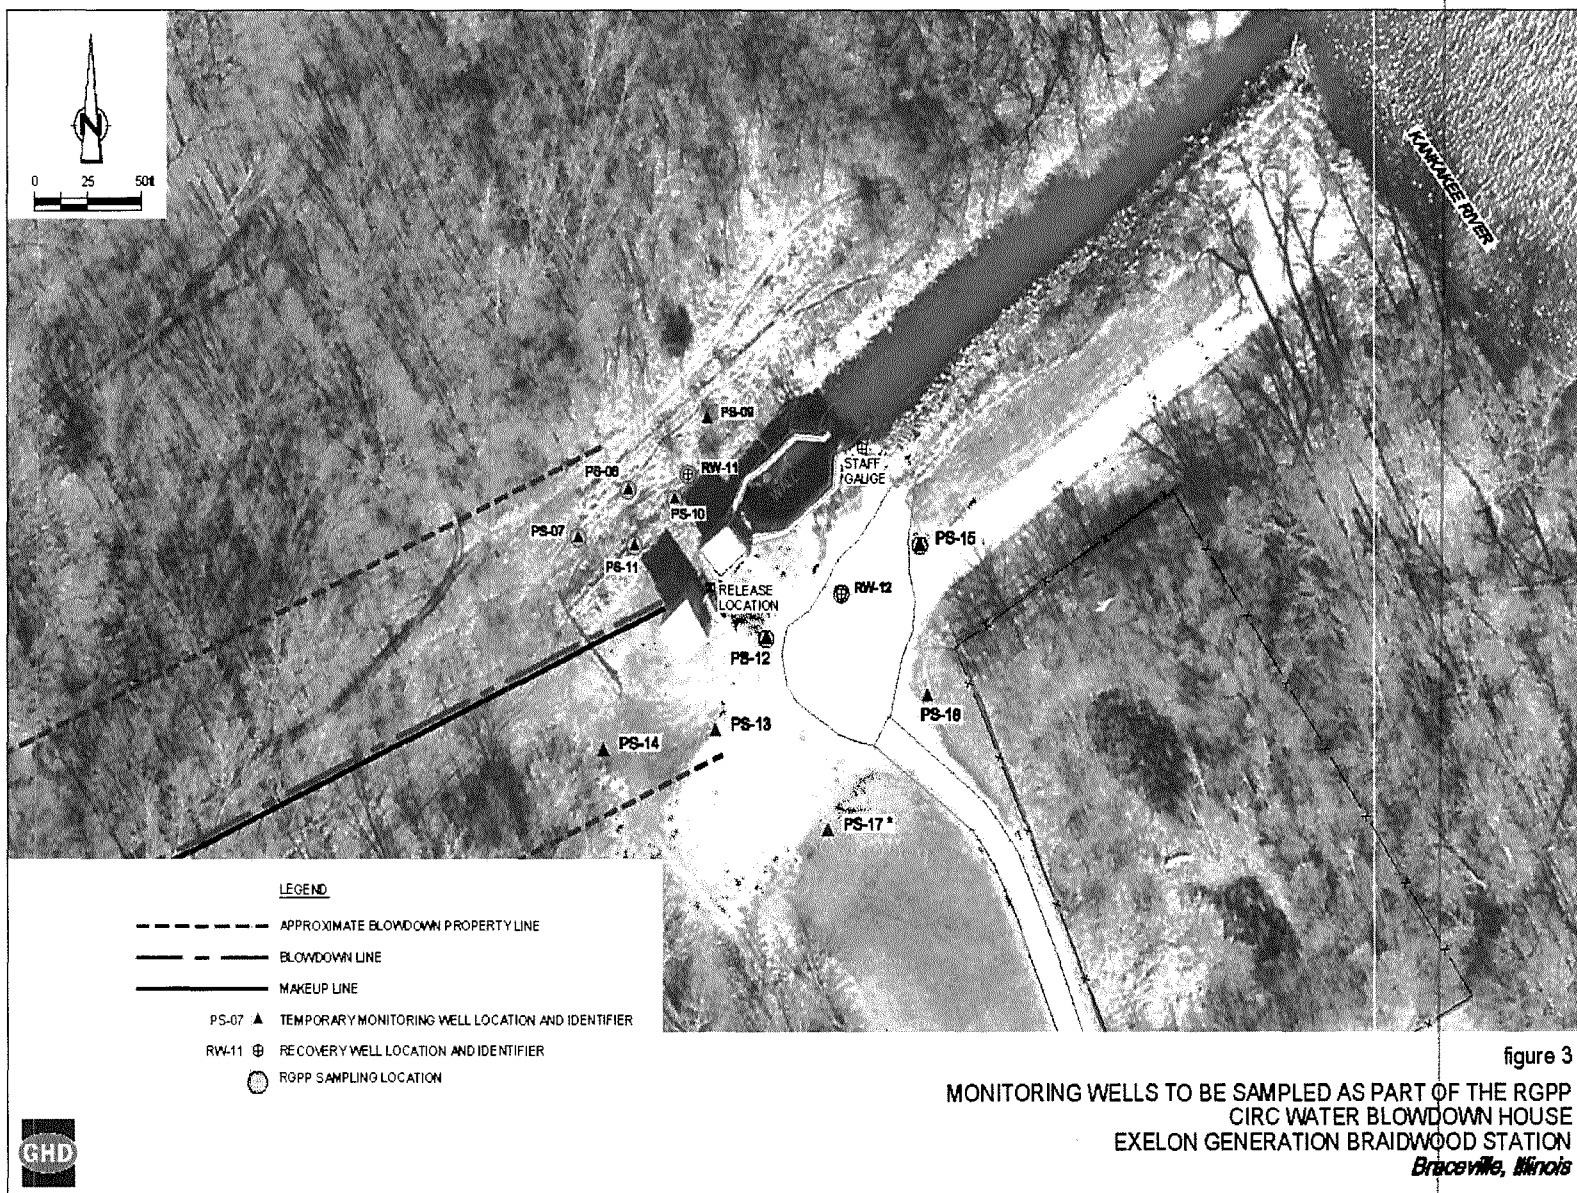 N
0 25 50ft
KANKAKEE RIVER
PS-09
PS-08
RW-11
STAFF
GAUGE
PS-10
PS-07
PS-15
PS-11
RELEASE
LOCATION
RW-12
PS-12
PS-16
PS-13
PS-14
PS-17 *
LEGEND
APPROXIMATE BLOWDOWN PROPERTY LINE
BLOWDOWN LINE
MAKEUP LINE
PS-07 TEMPORARY MONITORING WELL LOCATION AND IDENTIFIER
RW-11 RECOVERY WELL LOCATION AND IDENTIFIER
RGPP SAMPLING LOCATION
figure 3
MONITORING WELLS TO BE SAMPLED AS PART OF THE RGPP
CIRC WATER BLOWDOWN HOUSE
EXELON GENERATION BRAIDWOOD STATION
Braceville, Illinois
GHD